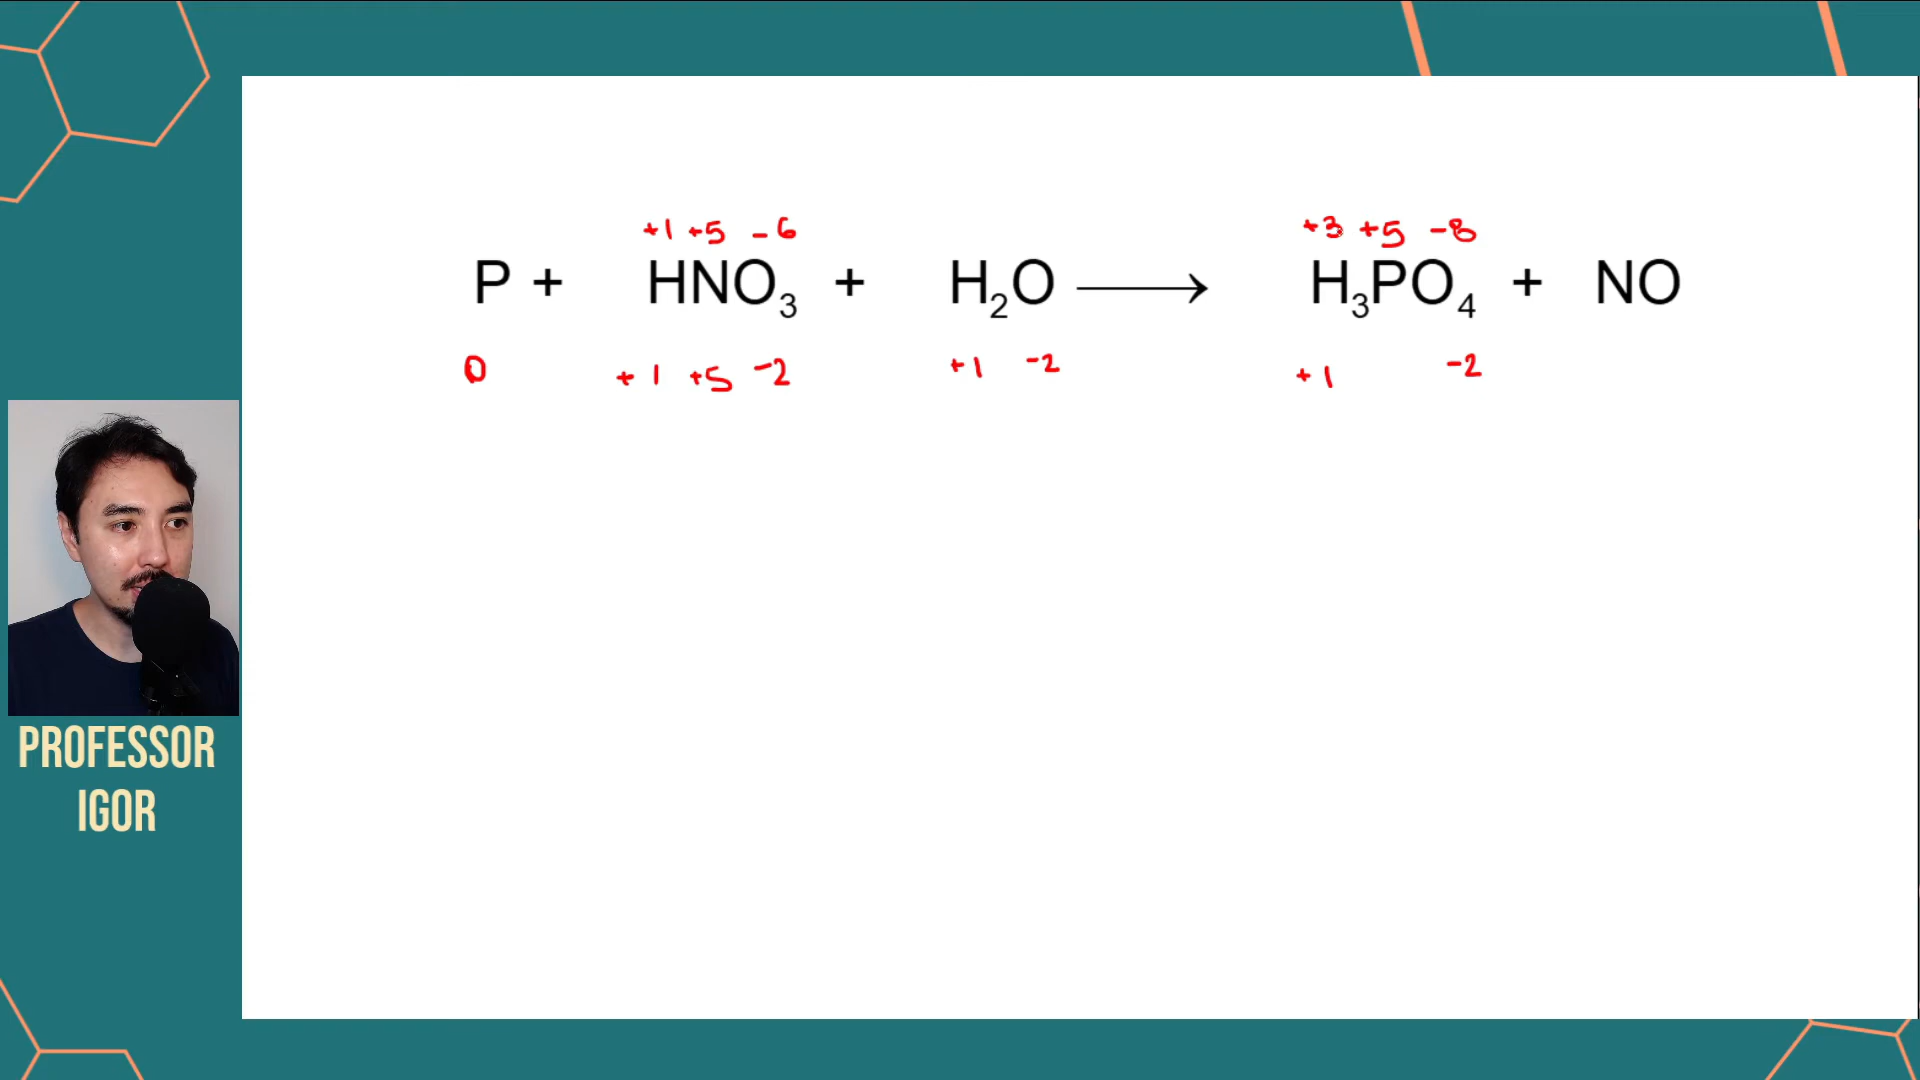 +1 +5 -6 +3 +5 -8
P + HNO₃ + H₂O ⟶ H₃PO₄ + NO
0 +1 +5 -2 +1 -2 +1 -2
PROFESSOR
IGOR